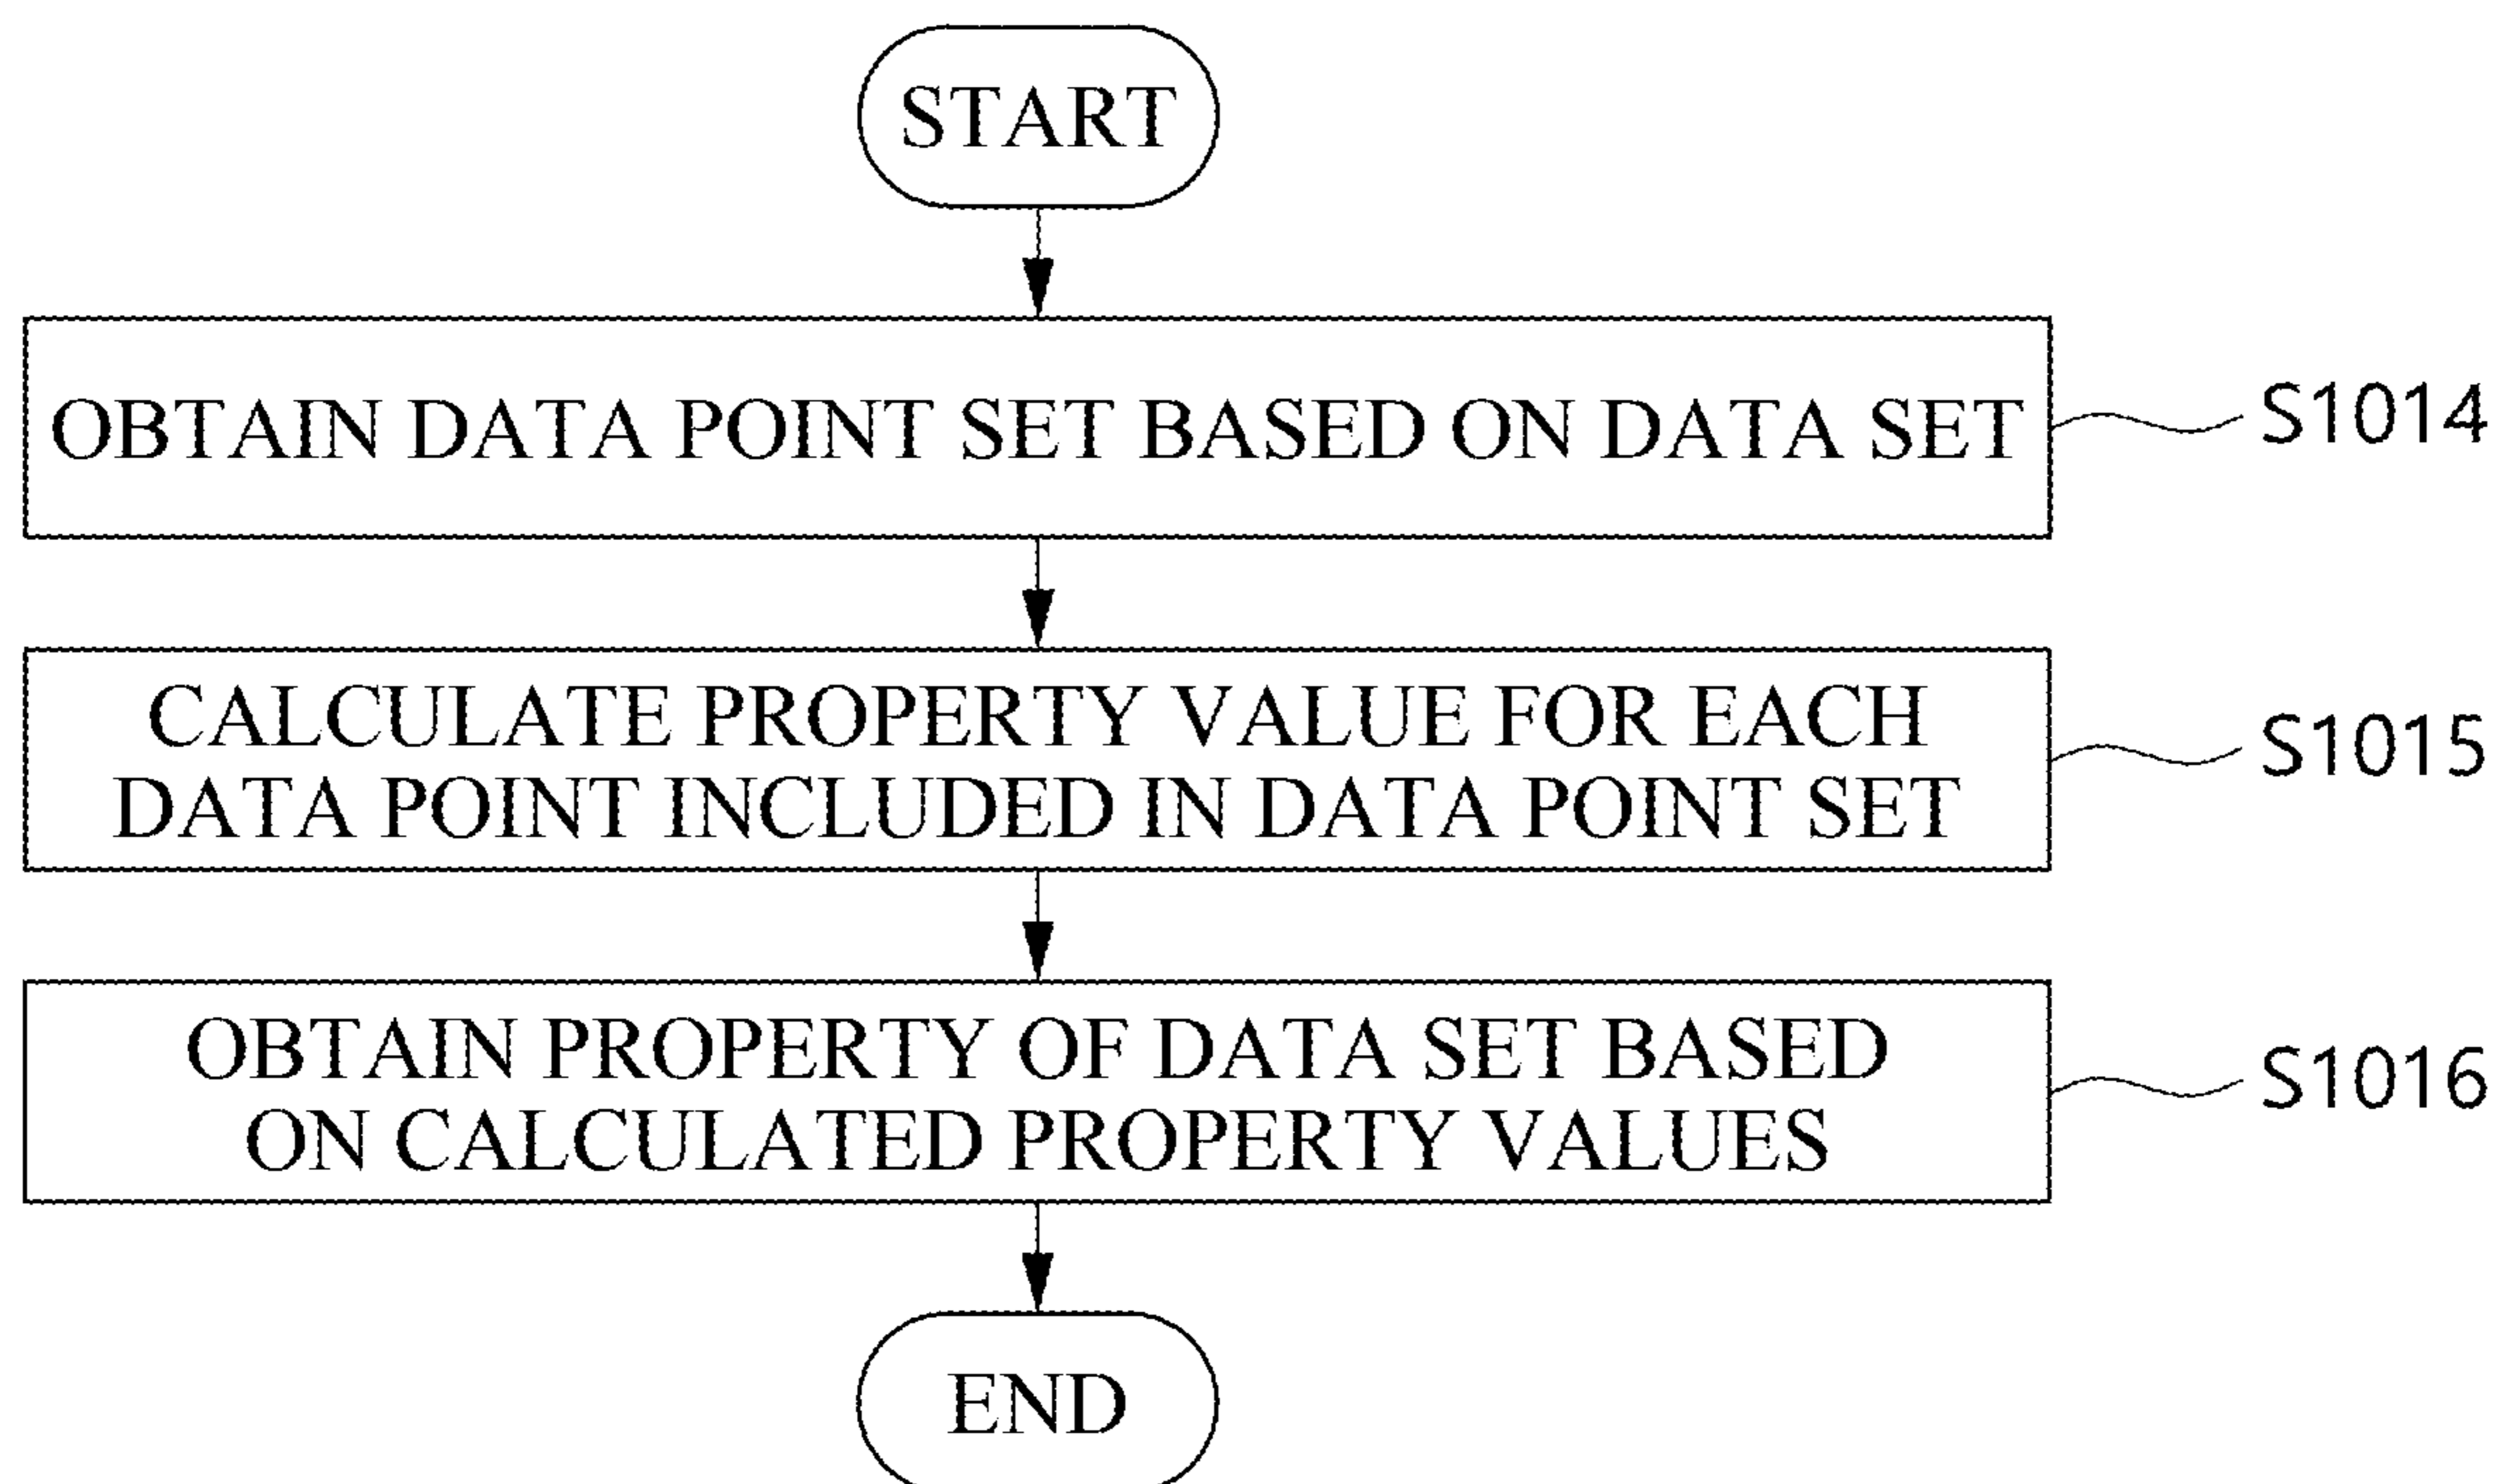 START
OBTAIN DATA POINT SET BASED ON DATA SET
S1014
CALCULATE PROPERTY VALUE FOR EACH
DATA POINT INCLUDED IN DATA POINT SET
S1015
OBTAIN PROPERTY OF DATA SET BASED
ON CALCULATED PROPERTY VALUES
S1016
END